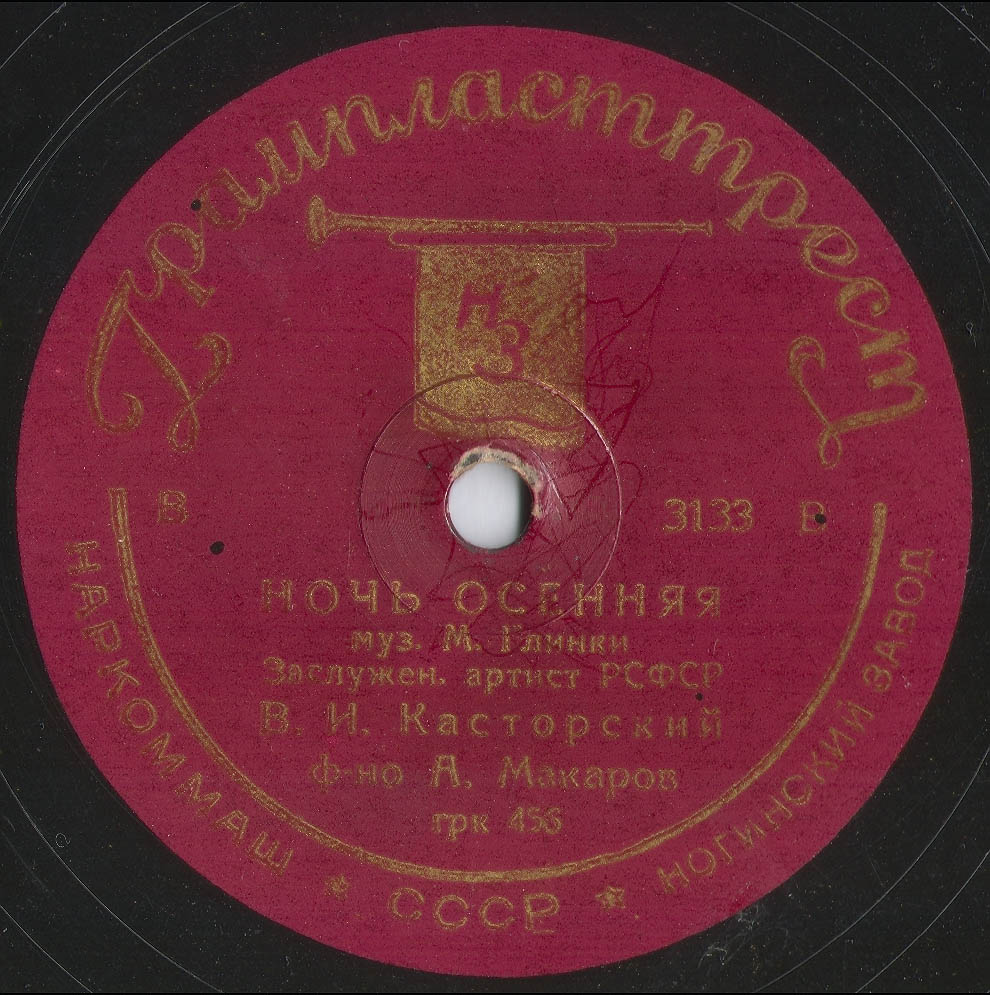 Грампласттрест
НЗ
В 3133 В
НОЧЬ ОСЕННЯЯ
муз. М. Глинки
Заслужен. артист РСФСР
В. И. Касторский
ф-но А. Макаров
грк 456
НАРКОММАШ * СССР * НОГИНСКИЙ ЗАВОД